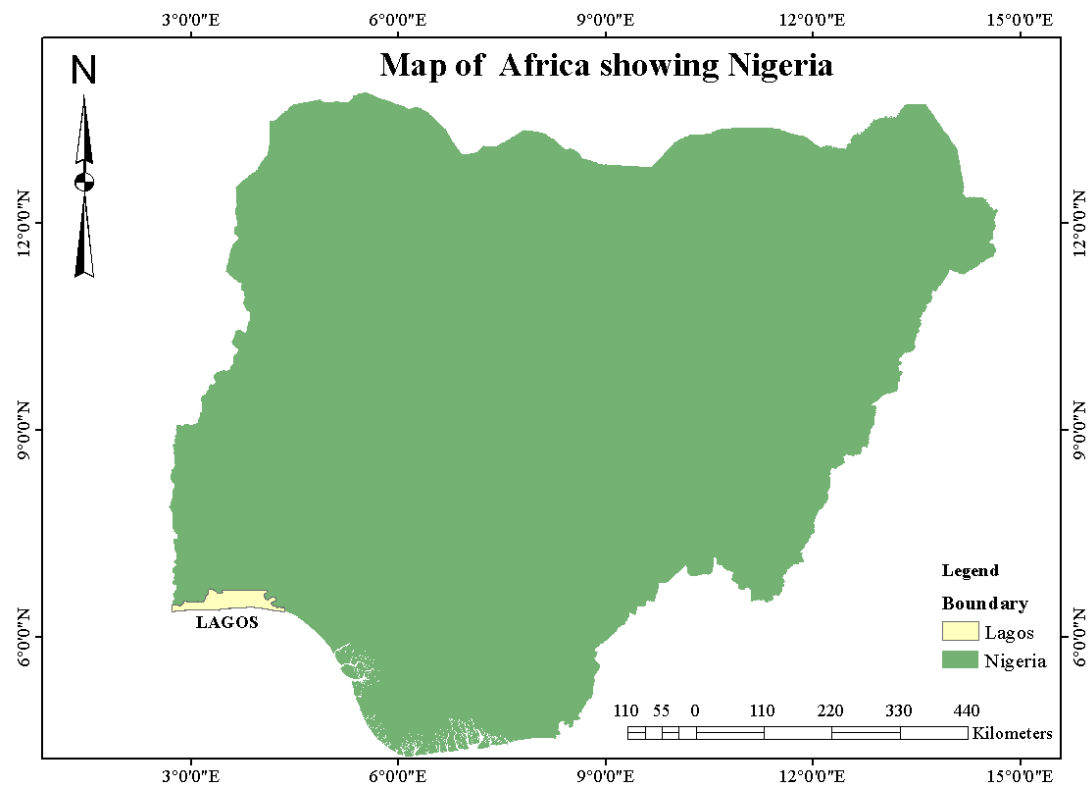 3°0'0"E 6°0'0"E 9°0'0"E 12°0'0"E 15°0'0"E
N
Map of Africa showing Nigeria
12°0'0"N
12°0'0"N
9°0'0"N
9°0'0"N
6°0'0"N
6°0'0"N
LAGOS
Legend
Boundary
Lagos
Nigeria
110 55 0 110 220 330 440
Kilometers
3°0'0"E 6°0'0"E 9°0'0"E 12°0'0"E 15°0'0"E